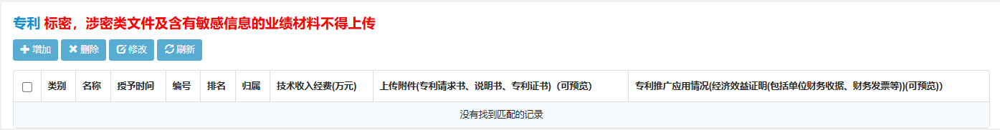 专利 标密，涉密类文件及含有敏感信息的业绩材料不得上传
增加 删除 修改 刷新
类别 名称 授予时间 编号 排名 归属 技术收入经费(万元) 上传附件(专利请求书、说明书、专利证书)（可预览） 专利推广应用情况(经济效益证明(包括单位财务收据、财务发票等))(可预览)）
没有找到匹配的记录